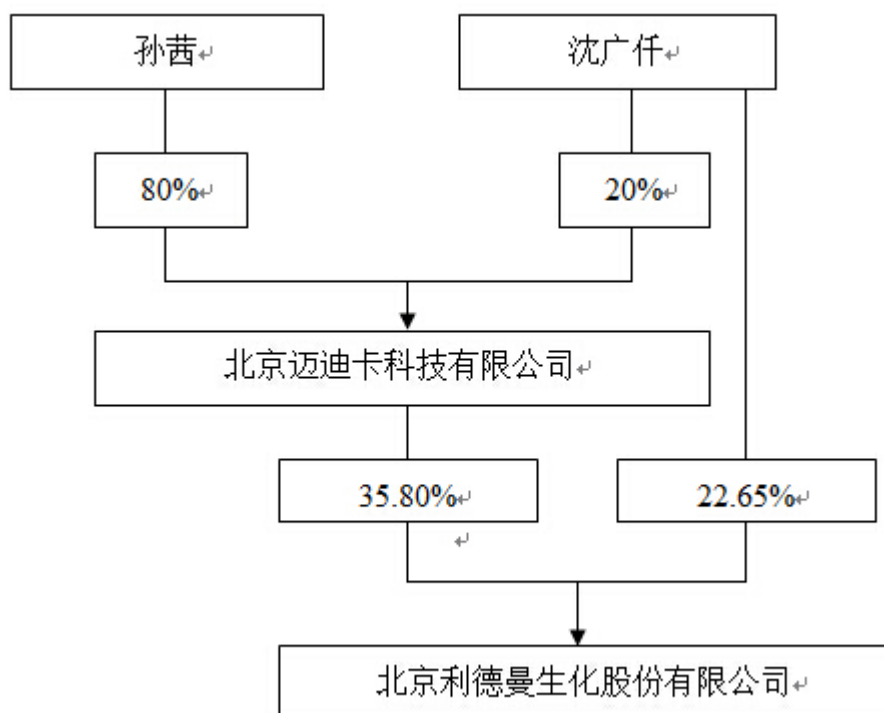 孙茜
沈广仟
80%
20%
北京迈迪卡科技有限公司
35.80%
22.65%
北京利德曼生化股份有限公司